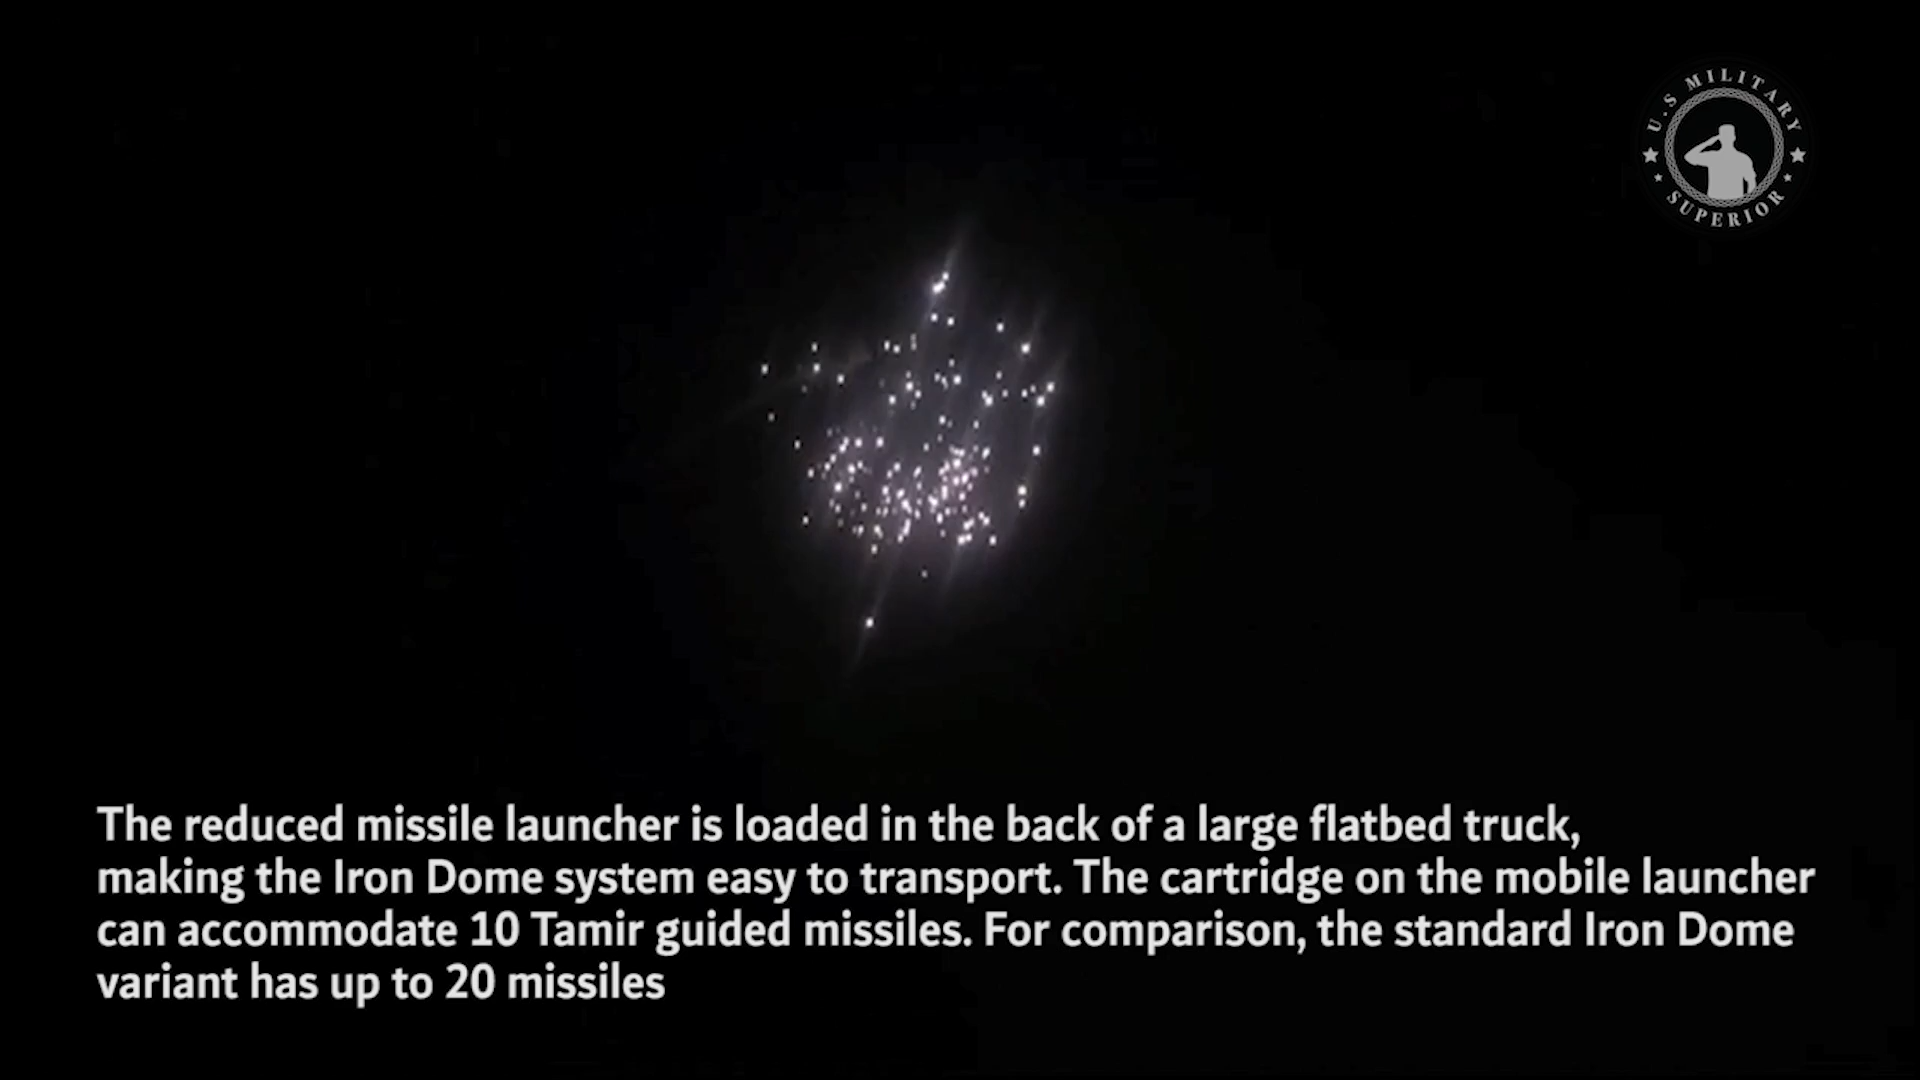 U.S MILITARY
SUPERIOR
The reduced missile launcher is loaded in the back of a large flatbed truck,
making the Iron Dome system easy to transport. The cartridge on the mobile launcher
can accommodate 10 Tamir guided missiles. For comparison, the standard Iron Dome
variant has up to 20 missiles